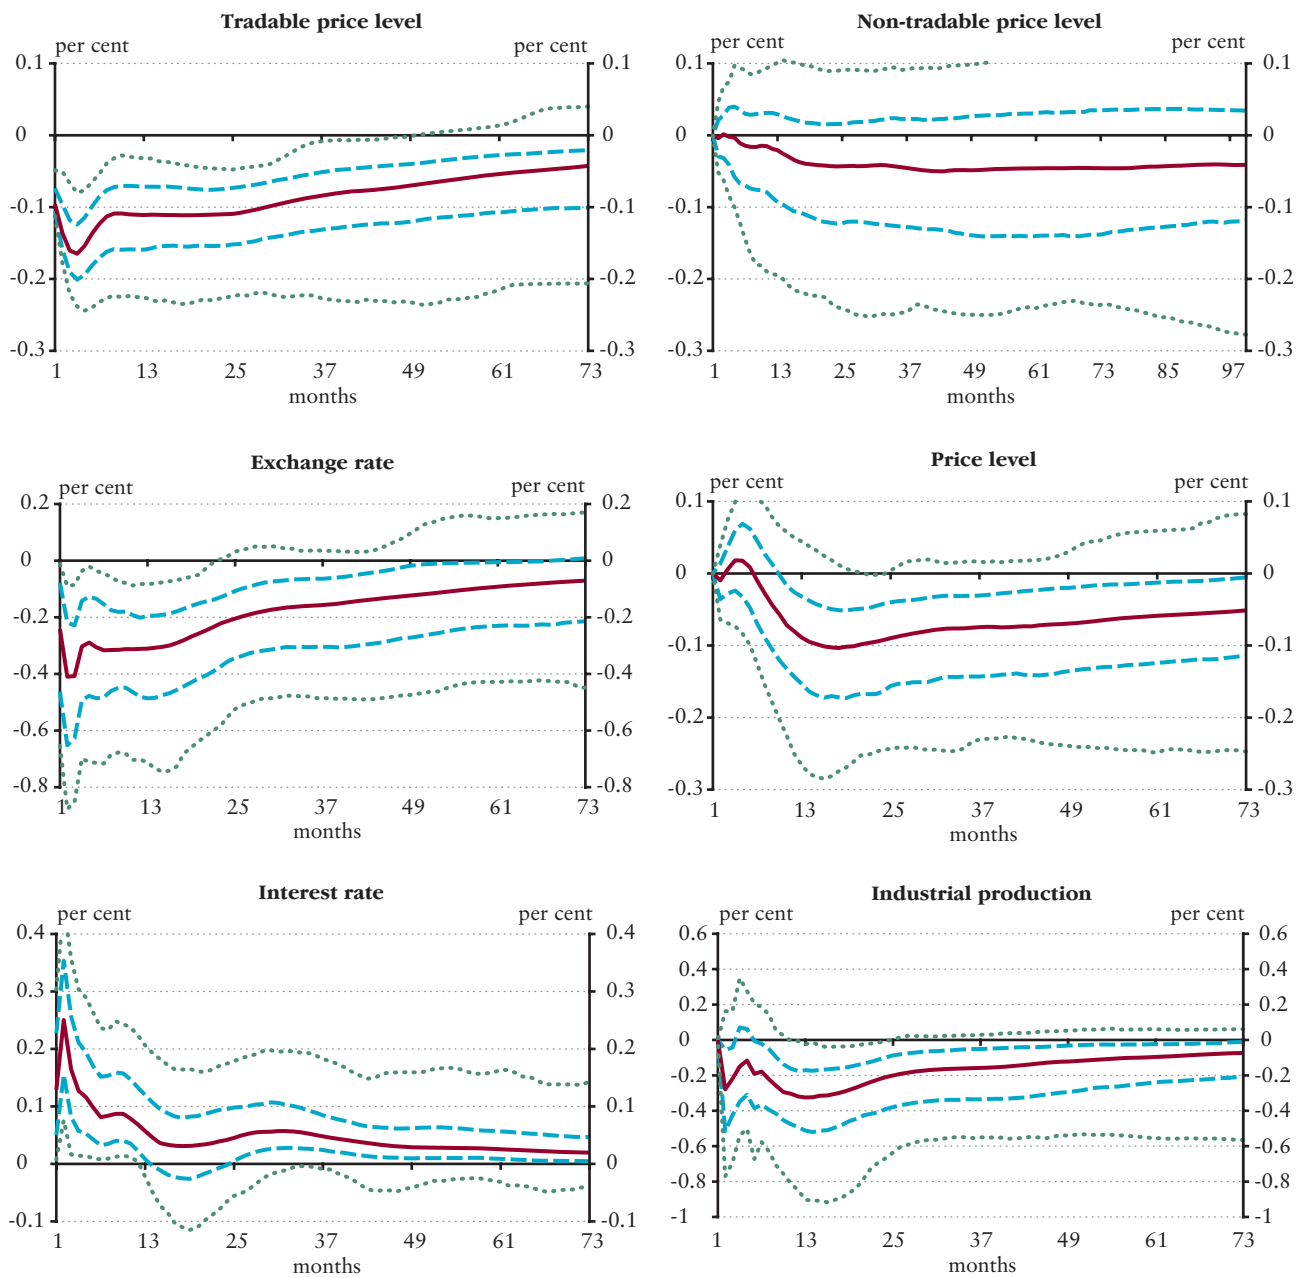 Tradable price level
per cent per cent
0.1 0.1
0 0
-0.1 -0.1
-0.2 -0.2
-0.3 -0.3
1 13 25 37 49 61 73
months
Non-tradable price level
per cent per cent
0.1 0.1
0 0
-0.1 -0.1
-0.2 -0.2
-0.3 -0.3
1 13 25 37 49 61 73 85 97
months
Exchange rate
per cent per cent
0.2 0.2
0 0
-0.2 -0.2
-0.4 -0.4
-0.6 -0.6
-0.8 -0.8
1 13 25 37 49 61 73
months
Price level
per cent per cent
0.1 0.1
0 0
-0.1 -0.1
-0.2 -0.2
-0.3 -0.3
1 13 25 37 49 61 73
months
Interest rate
per cent per cent
0.4 0.4
0.3 0.3
0.2 0.2
0.1 0.1
0 0
-0.1 -0.1
1 13 25 37 49 61 73
months
Industrial production
per cent per cent
0.6 0.6
0.4 0.4
0.2 0.2
0 0
-0.2 -0.2
-0.4 -0.4
-0.6 -0.6
-0.8 -0.8
-1 -1
1 13 25 37 49 61 73
months